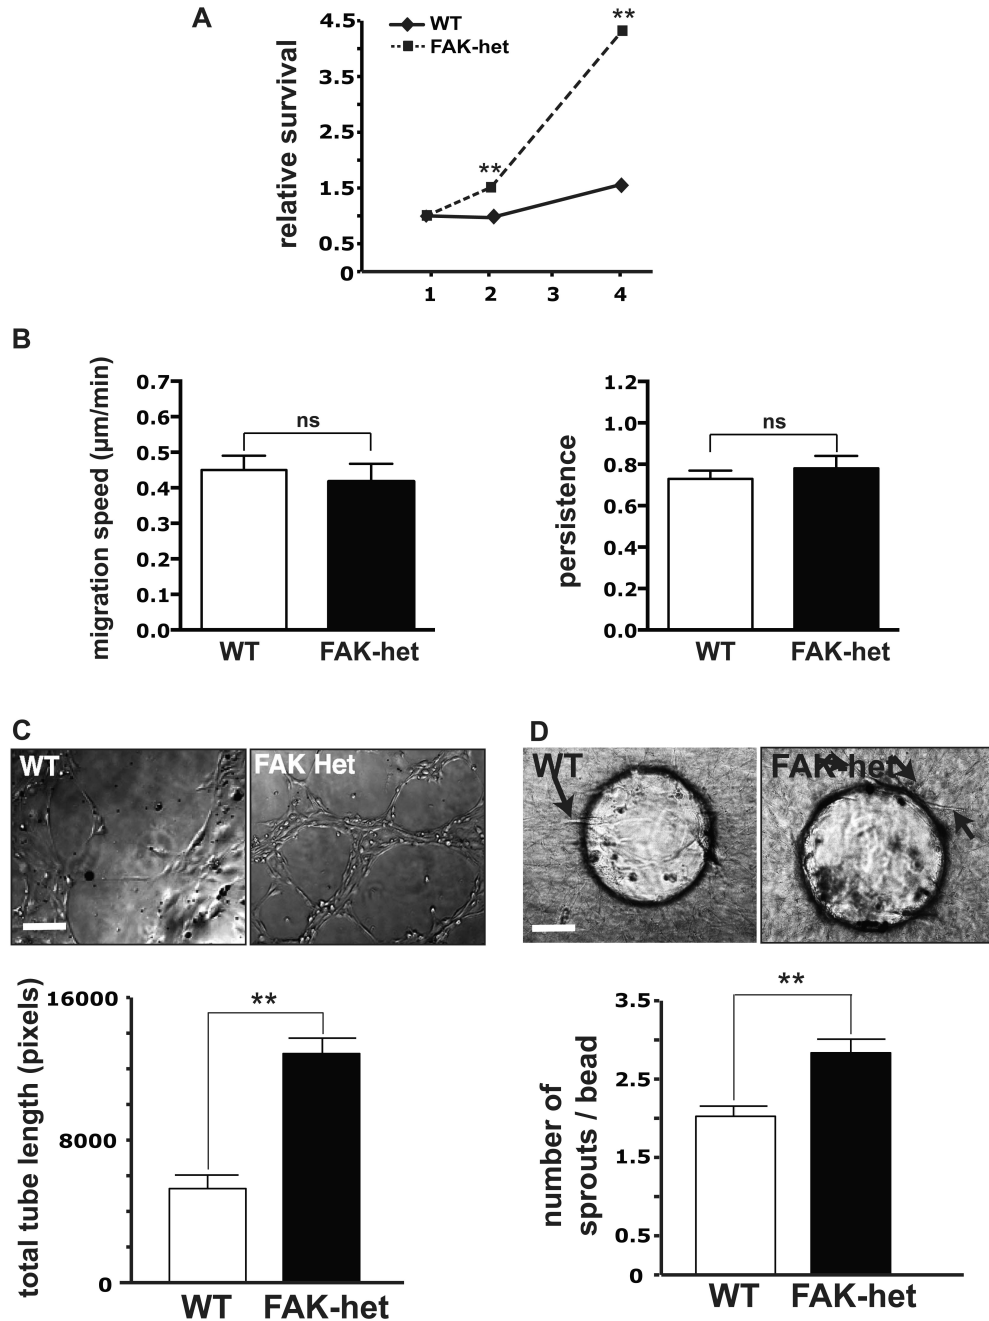 A
relative survival
4.5
3.5
2.5
1.5
0.5
0
WT
FAK-het
**
**
1 2 3 4
B
migration speed (μm/min)
0.7
0.6
0.5
0.4
0.3
0.2
0.1
0.0
ns
WT FAK-het
persistence
1.2
1.0
0.8
0.6
0.4
0.2
0.0
ns
WT FAK-het
C
WT.
FAK Het
total tube length (pixels)
16000
8000
0
**
WT FAK-het
D
WT
FAK-het
number of
sprouts / bead
3.5
2.5
1.5
0.5
0
**
WT FAK-het